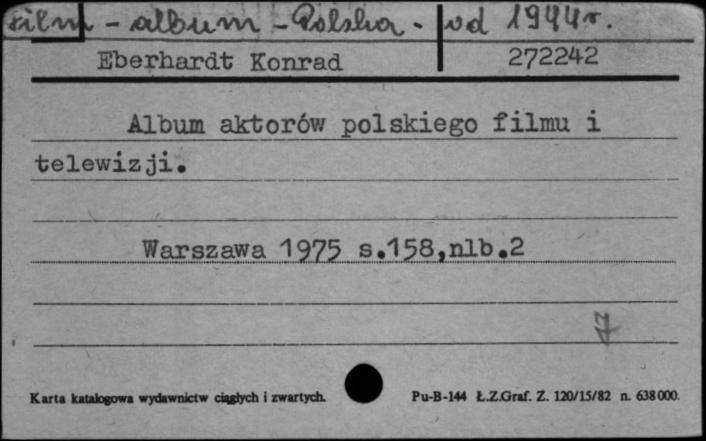 film - album - Polska - od 1944r.
Eberhardt Konrad 272242
Album aktorów polskiego filmu i
telewizji.
Warszawa 1975 s.158,nlb.2
Karta katalogowa wydawnictw ciągłych i zwartych. Pu-B-144 Ł.Z.Graf. Z. 120/15/82 n. 638000.